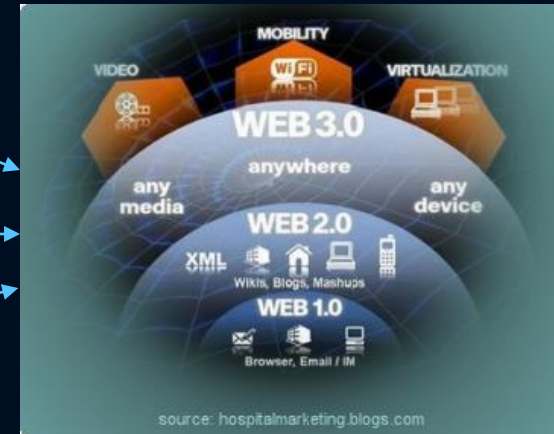 MOBILITY
VIDEO
WiFi
VIRTUALIZATION
WEB 3.0
anywhere
any media
any device
WEB 2.0
XML
Wikis, Blogs, Mashups
WEB 1.0
Browser, Email / IM
source: hospitalmarketing.blogs.com